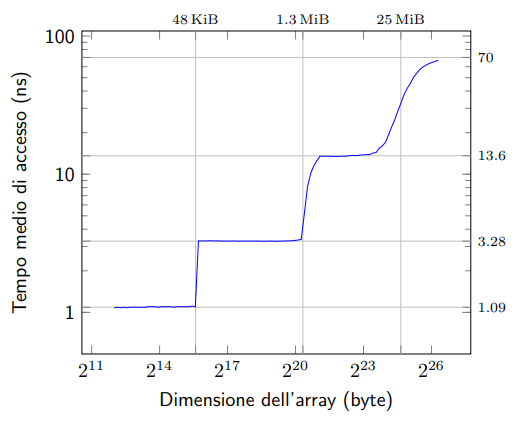 48 KiB 1.3 MiB 25 MiB
100
70
13.6
10
3.28
1.09
1
2^11 2^14 2^17 2^20 2^23 2^26
Dimensione dell'array (byte)
Tempo medio di accesso (ns)